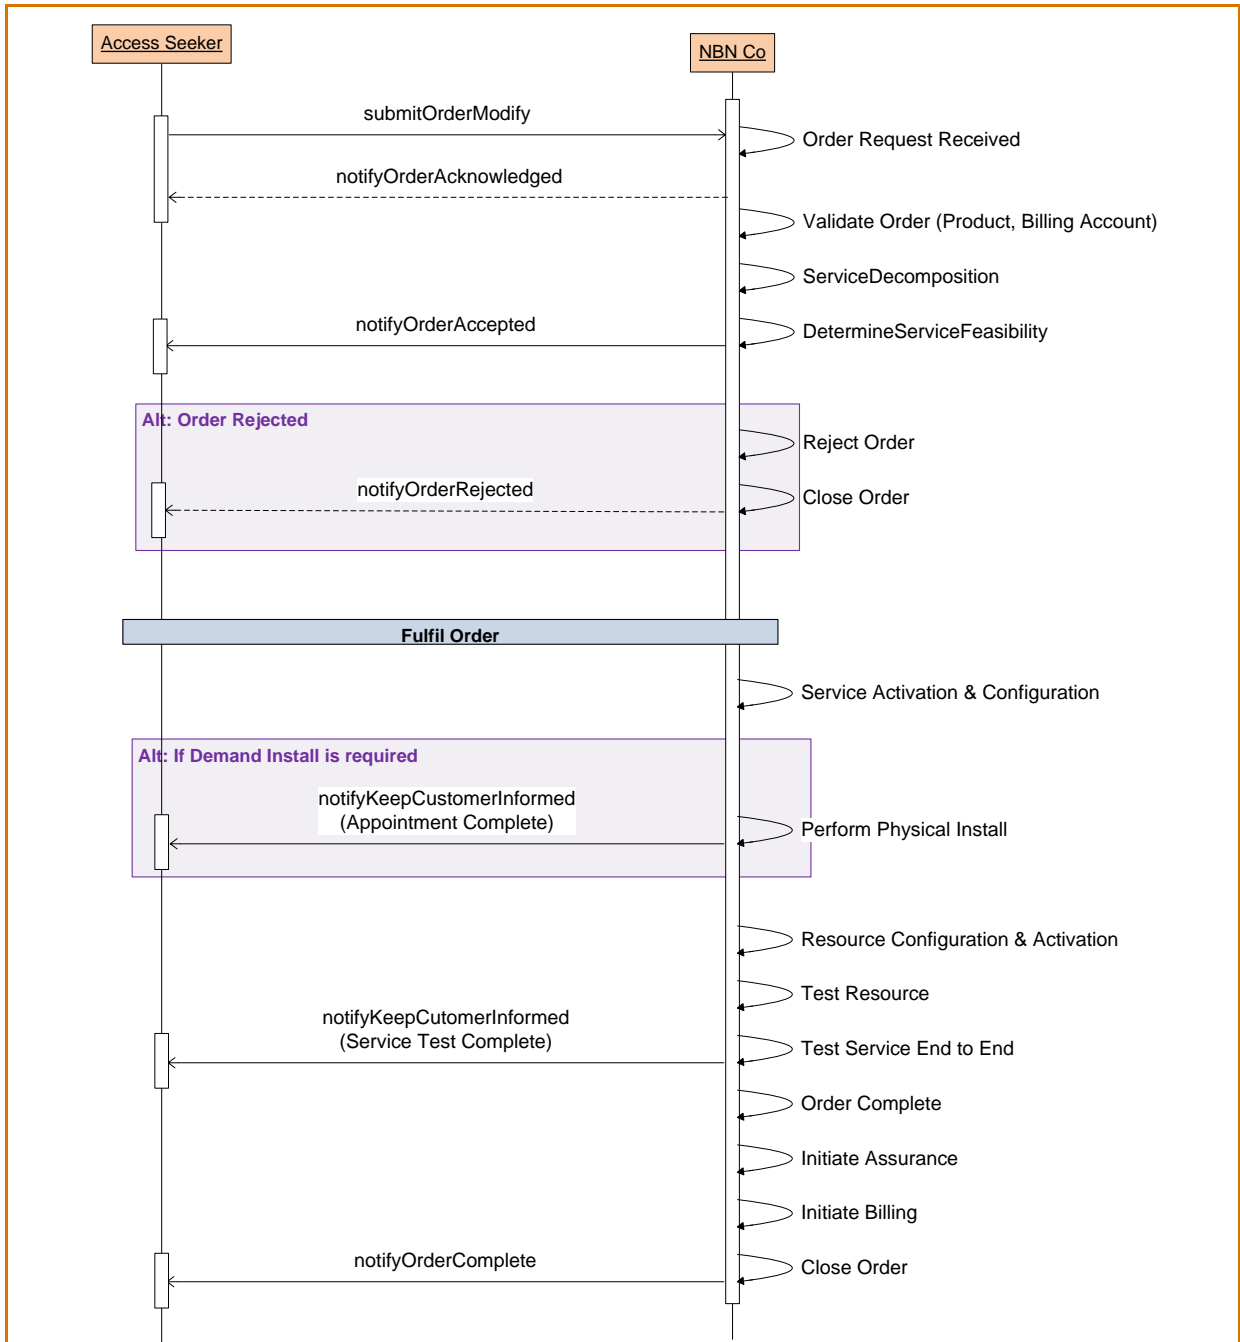 Access Seeker
NBN Co
submitOrderModify
Order Request Received
notifyOrderAcknowledged
Validate Order (Product, Billing Account)
ServiceDecomposition
notifyOrderAccepted
DetermineServiceFeasibility
Alt: Order Rejected
Reject Order
notifyOrderRejected
Close Order
Fulfil Order
Service Activation & Configuration
Alt: If Demand Install is required
notifyKeepCustomerInformed
(Appointment Complete)
Perform Physical Install
Resource Configuration & Activation
Test Resource
notifyKeepCutomerInformed
(Service Test Complete)
Test Service End to End
Order Complete
Initiate Assurance
Initiate Billing
notifyOrderComplete
Close Order